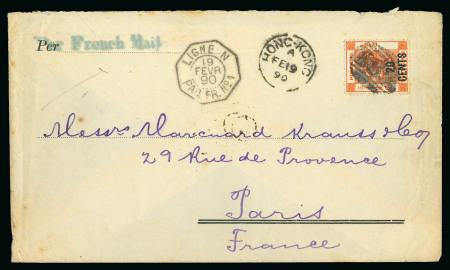 Per French Mail
LIGNE N
19
FEVR
90
PAQ. FR. No 1
HONG-KONG
A
FE 19
90
20
CENTS
Messrs Marcuard Krauss & Co
29 Rue de Provence
Paris
France